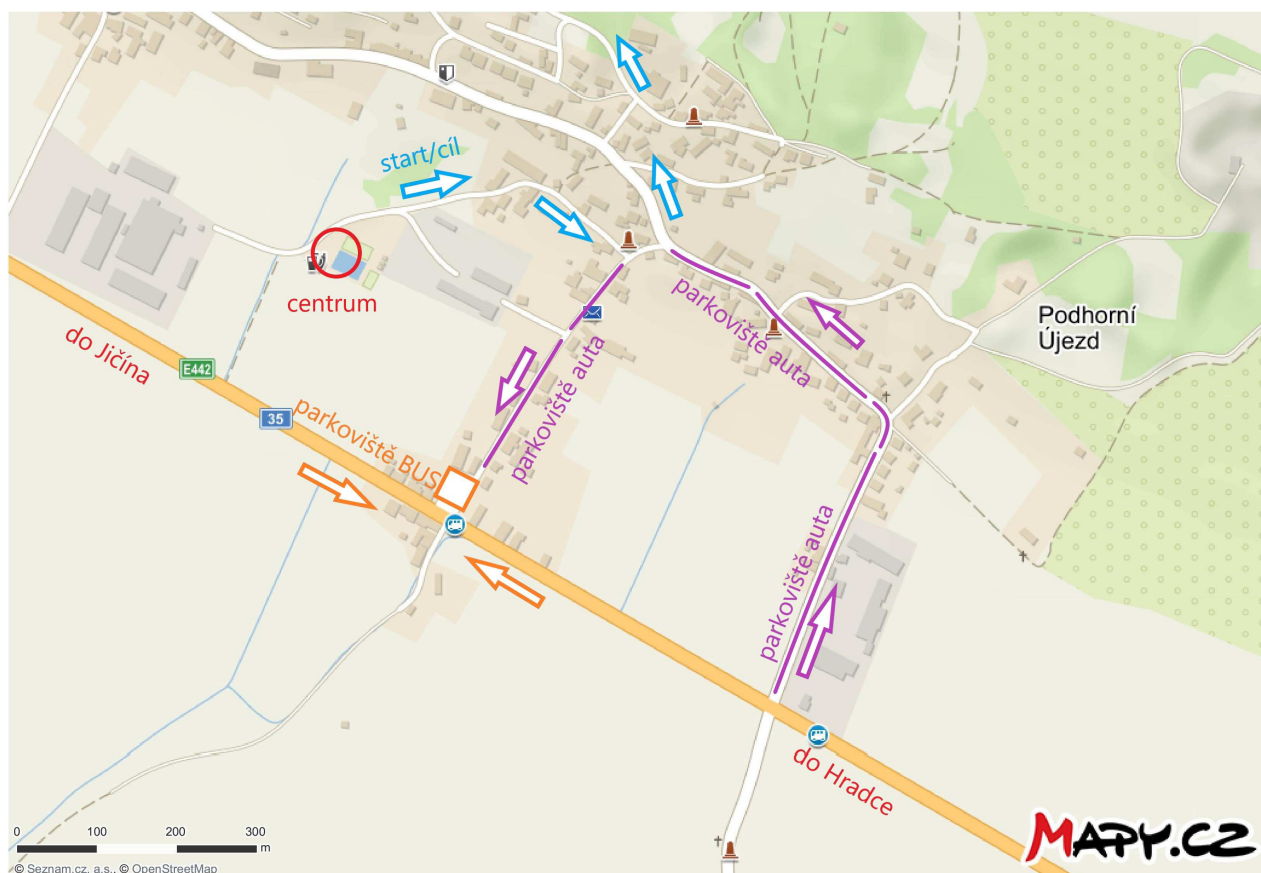 start/cíl
centrum
do Jičína
E442
35
parkoviště BUS
parkoviště auta
parkoviště auta
parkoviště auta
Podhorní
Újezd
do Hradce
0 100 200 300
m
© Seznam.cz, a.s., © OpenStreetMap
MAPY.CZ